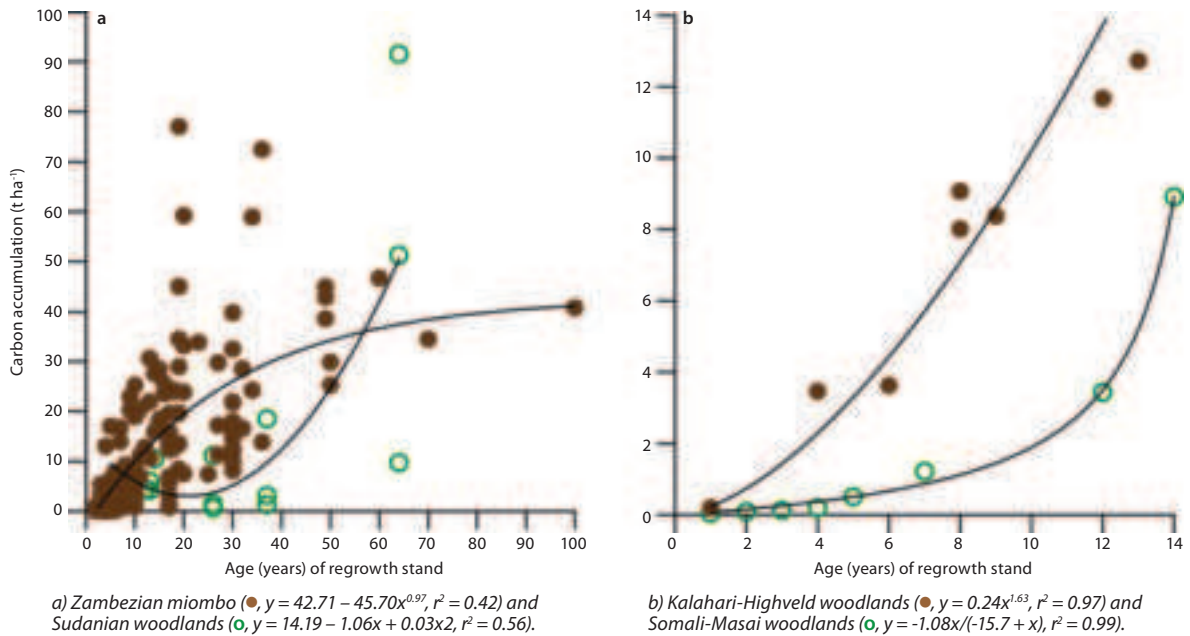 a
100
90
80
70
60
50
40
30
20
10
0
Carbon accumulation (t ha⁻¹)
0 10 20 30 40 50 60 70 80 90 100
Age (years) of regrowth stand
b
14
12
10
8
6
4
2
0
0 2 4 6 8 10 12 14
Age (years) of regrowth stand
a) Zambezian miombo (●, y = 42.71 – 45.70x⁰·⁹⁷, r² = 0.42) and
Sudanian woodlands (o, y = 14.19 – 1.06x + 0.03x2, r² = 0.56).
b) Kalahari-Highveld woodlands (●, y = 0.24x¹·⁶³, r² = 0.97) and
Somali-Masai woodlands (o, y = -1.08x/(-15.7 + x), r² = 0.99).